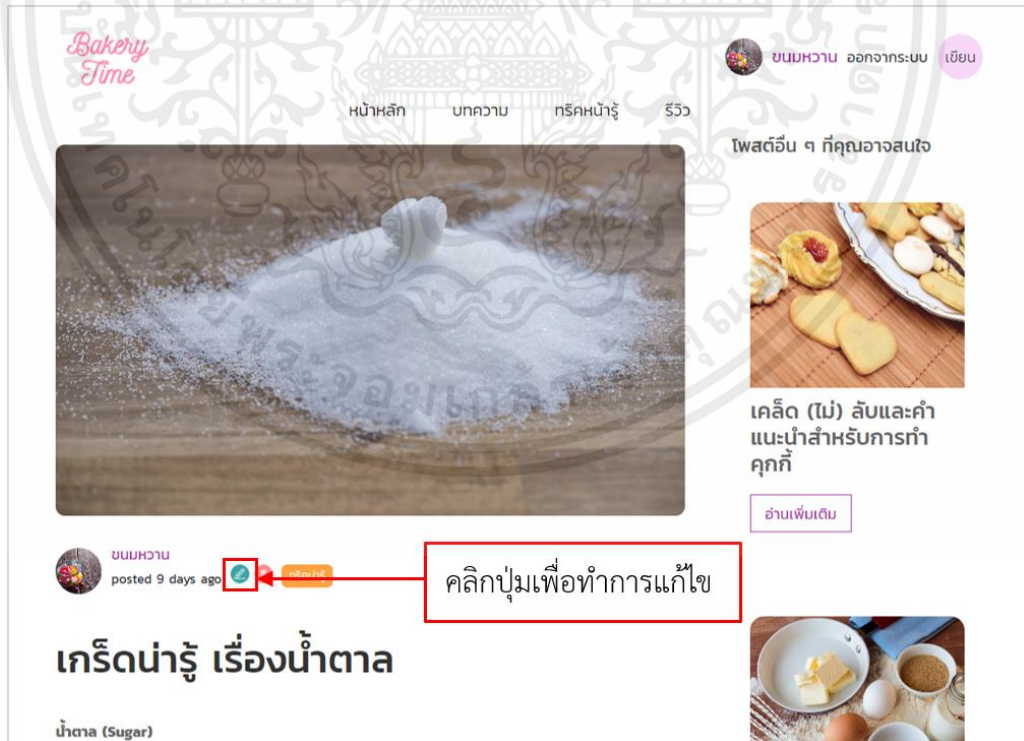 Bakery
Time
ขนมหวาน ออกจากระบบ เขียน
หน้าหลัก บทความ ทริคหน้ารู้ รีวิว
โพสต์อื่น ๆ ที่คุณอาจสนใจ
เคล็ด (ไม่) ลับและคำ
แนะนำสำหรับการทำ
คุกกี้
อ่านเพิ่มเติม
ขนมหวาน
posted 9 days ago
คลิกปุ่มเพื่อทำการแก้ไข
เกร็ดน่ารู้ เรื่องน้ำตาล
น้ำตาล (Sugar)